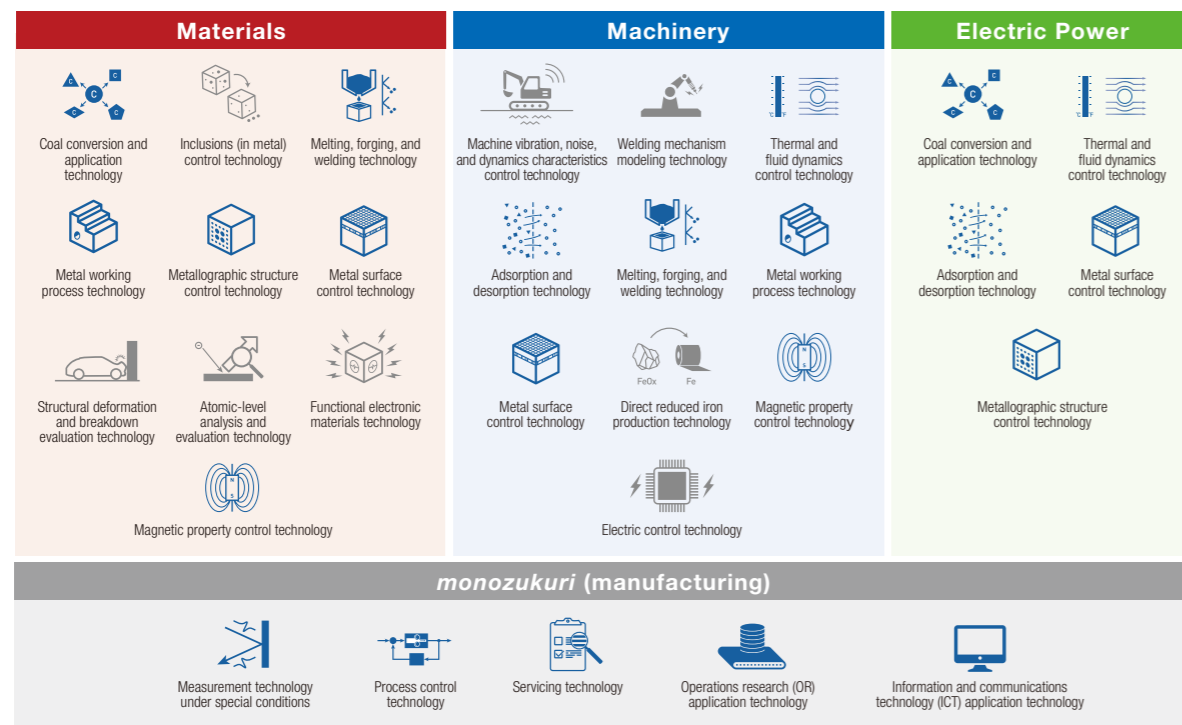 Materials
Coal conversion and
application
technology
Inclusions (in metal)
control technology
Melting, forging, and
welding technology
Metal working
process technology
Metallographic structure
control technology
Metal surface
control technology
Structural deformation
and breakdown
evaluation technology
Atomic-level
analysis and
evaluation technology
Functional electronic
materials technology
N
S
Magnetic property control technology
Machinery
°C °F
Machine vibration, noise,
and dynamics characteristics
control technology
Welding mechanism
modeling technology
Thermal and
fluid dynamics
control technology
Adsorption and
desorption technology
Melting, forging, and
welding technology
Metal working
process technology
FeOx Fe
N
S
Metal surface
control technology
Direct reduced iron
production technology
Magnetic property
control technology
Electric control technology
Electric Power
C
C
C
C
C
°C °F
Coal conversion and
application technology
Thermal and
fluid dynamics
control technology
Adsorption and
desorption technology
Metal surface
control technology
Metallographic structure
control technology
monozukuri (manufacturing)
Measurement technology
under special conditions
Process control
technology
Servicing technology
Operations research (OR)
application technology
Information and communications
technology (ICT) application technology